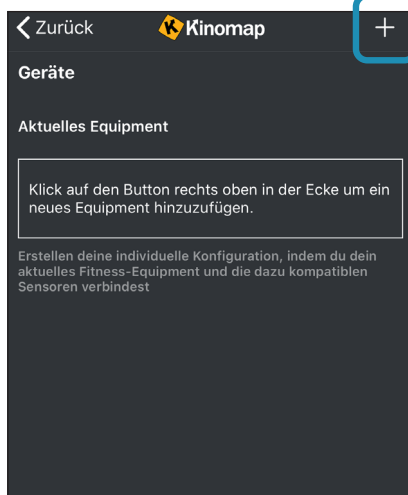 Zurück Kinomap +
Geräte
Aktuelles Equipment
Klick auf den Button rechts oben in der Ecke um ein
neues Equipment hinzuzufügen.
Erstellen deine individuelle Konfiguration, indem du dein
aktuelles Fitness-Equipment und die dazu kompatiblen
Sensoren verbindest